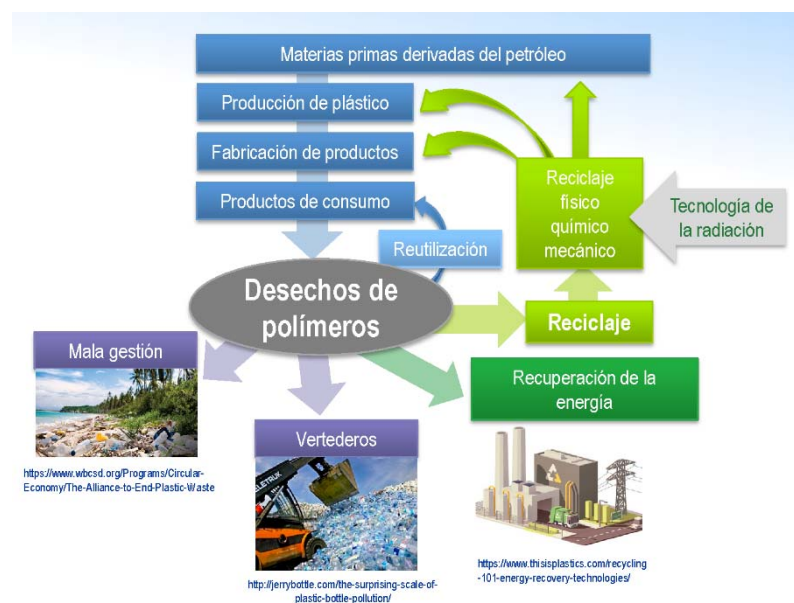 Materias primas derivadas del petróleo
Producción de plástico
Fabricación de productos
Productos de consumo
Reciclaje
físico
químico
mecánico
Tecnología de
la radiación
Reutilización
Desechos de
polímeros
Reciclaje
Mala gestión
Recuperación de la
energía
Vertederos
https://www.wbcsd.org/Programs/Circular-
Economy/The-Alliance-to-End-Plastic-Waste
ELETRUK
https://www.thisisplastics.com/recycling
-101-energy-recovery-technologies/
http://jerrybottle.com/the-surprising-scale-of-
plastic-bottle-pollution/